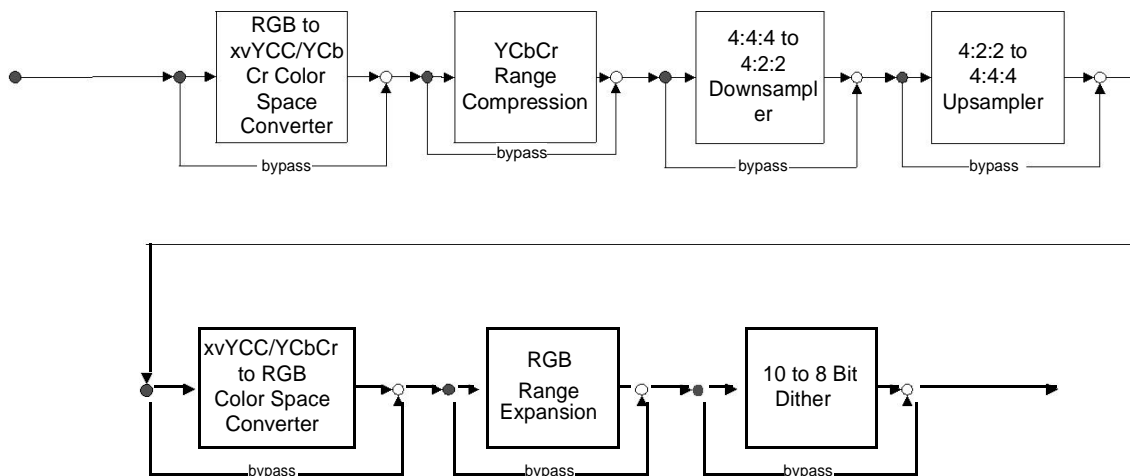 RGB to
xvYCC/YCb
Cr Color
Space
Converter
bypass
YCbCr
Range
Compression
bypass
4:4:4 to
4:2:2
Downsampl
er
bypass
4:2:2 to
4:4:4
Upsampler
bypass
xvYCC/YCbCr
to RGB
Color Space
Converter
bypass
RGB
Range
Expansion
bypass
10 to 8 Bit
Dither
bypass